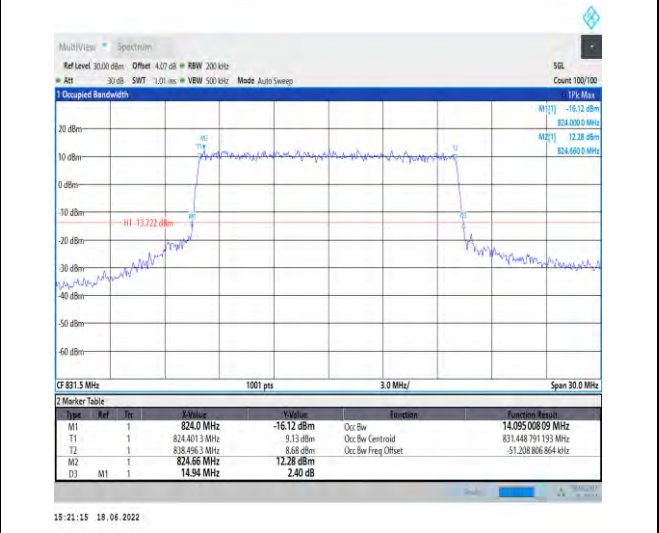 MultiView Spectrum
Ref Level 30.00 dBm Offset 4.07 dB RBW 200 kHz SGL
Att 30 dB SWT 1.01 ms VBW 500 kHz Mode Auto Sweep Count 100/100
1 Occupied Bandwidth 1Pk Max
M1[1] -16.12 dBm
824.000 0 MHz
M2[1] 12.28 dBm
824.660 0 MHz
20 dBm
M2
T1 T2
10 dBm
0 dBm
-10 dBm
M1 D3
H1 -13.722 dBm
-20 dBm
-30 dBm
-40 dBm
-50 dBm
-60 dBm
CF 831.5 MHz 1001 pts 3.0 MHz/ Span 30.0 MHz
2 Marker Table
Type Ref Trc X-Value Y-Value Function Function Result
M1 1 824.0 MHz -16.12 dBm Occ Bw 14.095 008 09 MHz
T1 1 824.401 3 MHz 9.13 dBm Occ Bw Centroid 831.448 791 193 MHz
T2 1 838.496 3 MHz 8.68 dBm Occ Bw Freq Offset -51.208 806 864 kHz
M2 1 824.66 MHz 12.28 dBm
D3 M1 1 14.94 MHz 2.40 dB
15:21:15 18.06.2022